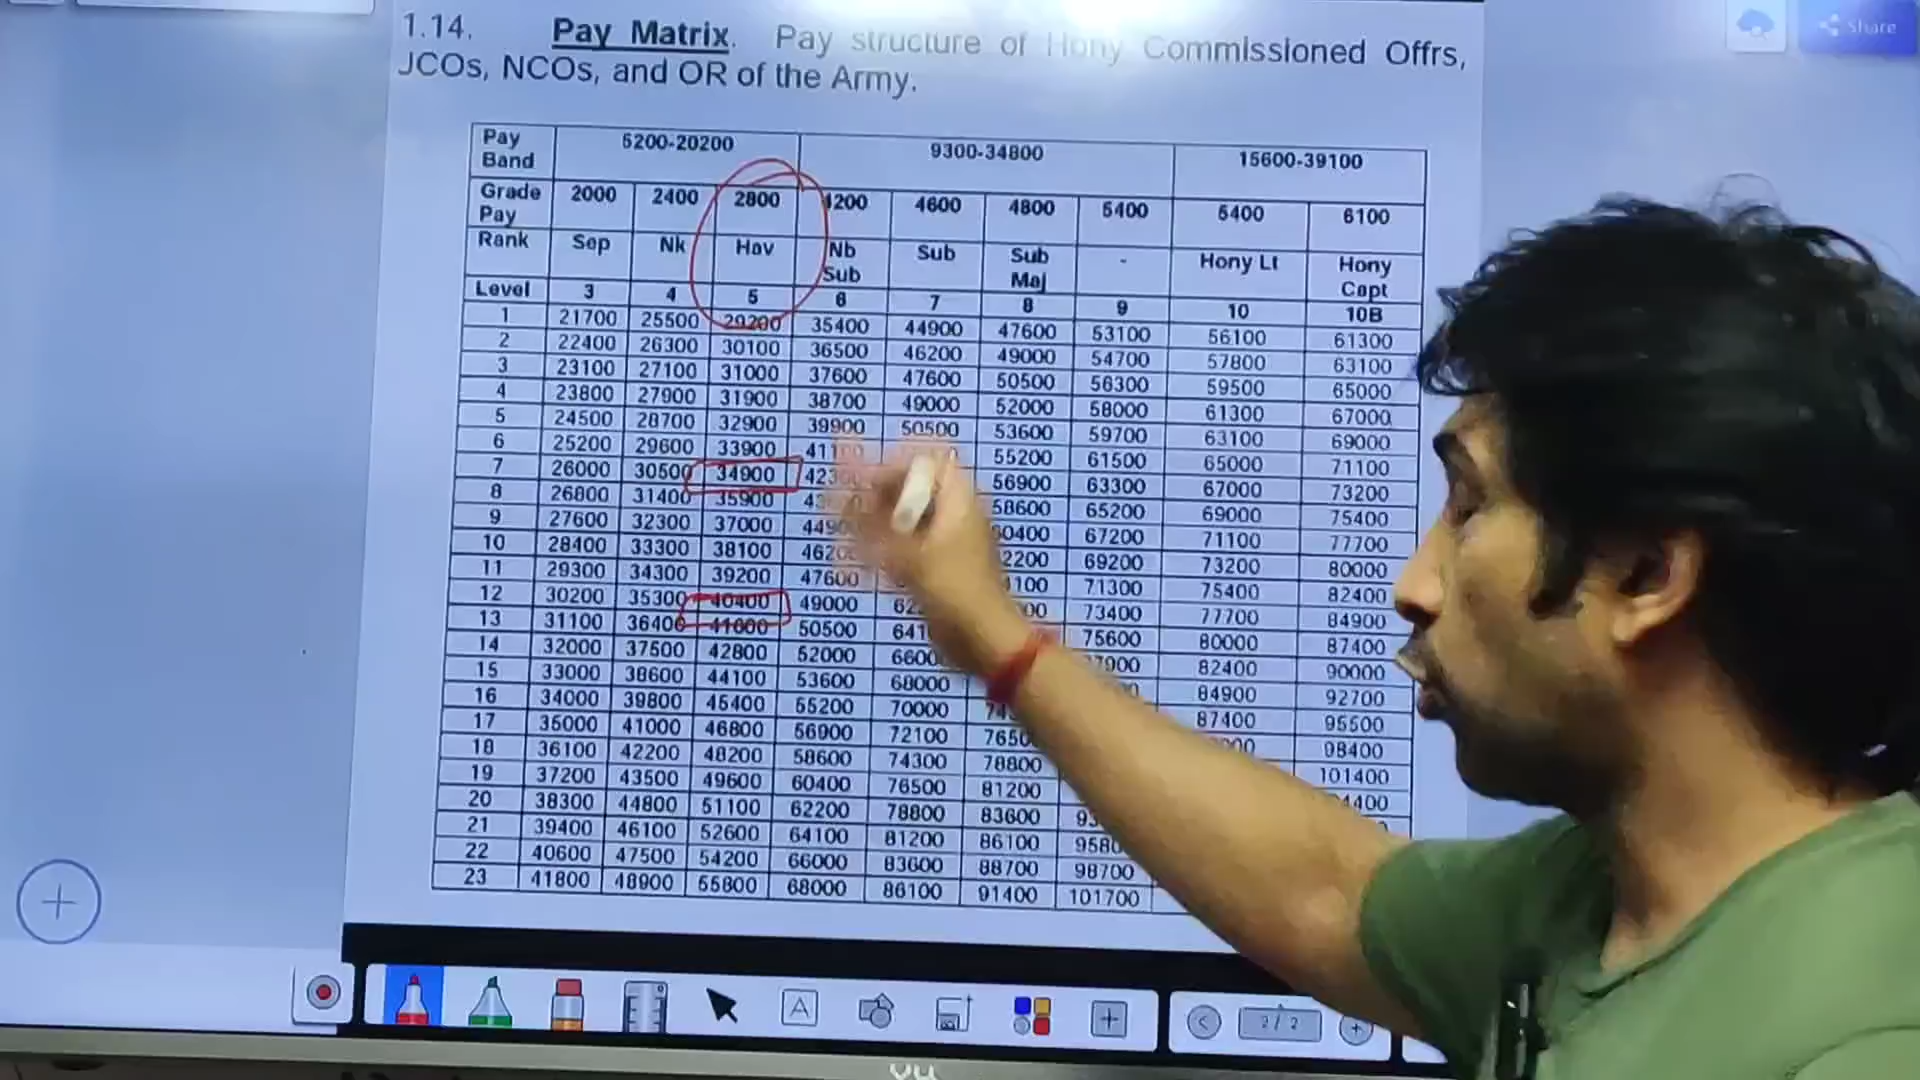 Share
1.14. Pay Matrix. Pay structure of Hony Commissioned Offrs,
JCOs, NCOs, and OR of the Army.
Pay Band 5200-20200 9300-34800 15600-39100
Grade Pay 2000 2400 2800 4200 4600 4800 5400 5400 6100
Rank Sep Nk Hav Nb Sub Sub Sub Maj - Hony Lt Hony Capt
Level 3 4 5 6 7 8 9 10 10B
1 21700 25500 29200 35400 44900 47600 53100 56100 61300
2 22400 26300 30100 36500 46200 49000 54700 57800 63100
3 23100 27100 31000 37600 47600 50500 56300 59500 65000
4 23800 27900 31900 38700 49000 52000 58000 61300 67000
5 24500 28700 32900 39900 50500 53600 59700 63100 69000
6 25200 29600 33900 55200 61500 65000 71100
7 26000 30500 34900 56900 63300 67000 73200
8 26800 31400 35900 58600 65200 69000 75400
9 27600 32300 37000 67200 71100 77700
10 28400 33300 38100 69200 73200 80000
11 29300 34300 39200 47600 71300 75400 82400
12 30200 35300 40400 49000 73400 77700 84900
13 31100 36400 41600 50500 75600 80000 87400
14 32000 37500 42800 52000 82400 90000
15 33000 38600 44100 53600 68000 84900 92700
16 34000 39800 45400 55200 70000 87400 95500
17 35000 41000 46800 56900 72100 98400
18 36100 42200 48200 58600 74300 78800 101400
19 37200 43500 49600 60400 76500 81200
20 38300 44800 51100 62200 78800 83600
21 39400 46100 52600 64100 81200 86100
22 40600 47500 54200 66000 83600 88700 98700
23 41800 48900 55800 68000 86100 91400 101700
A
2 / 2